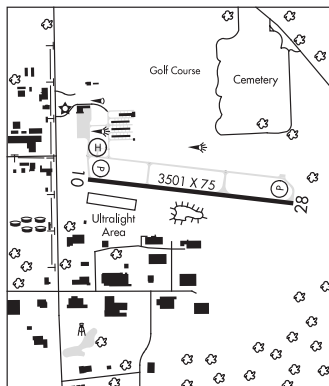 Golf Course
Cemetery
H
P
3501 X 75
P
10
28
Ultralight
Area